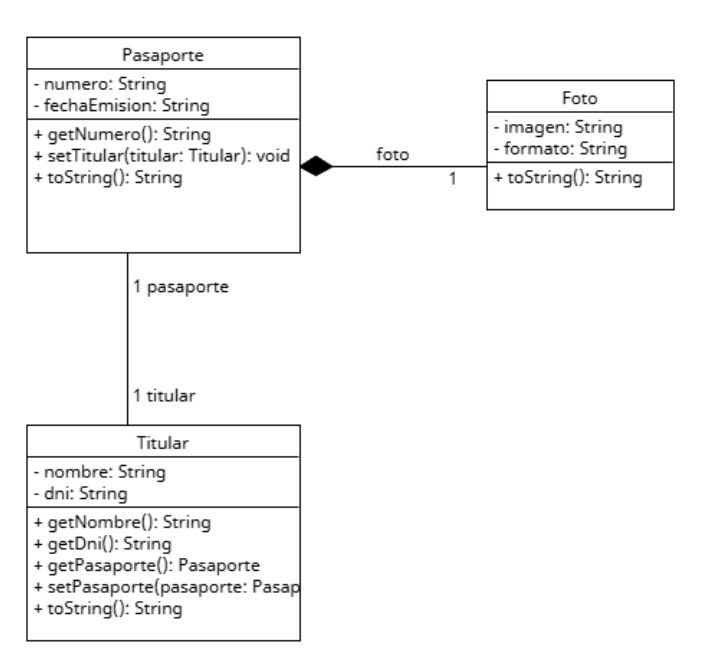 Pasaporte
- numero: String
- fechaEmision: String
+ getNumero(): String
+ setTitular(titular: Titular): void
+ toString(): String
foto
1
Foto
- imagen: String
- formato: String
+ toString(): String
1 pasaporte
1 titular
Titular
- nombre: String
- dni: String
+ getNombre(): String
+ getDni(): String
+ getPasaporte(): Pasaporte
+ setPasaporte(pasaporte: Pasap
+ toString(): String